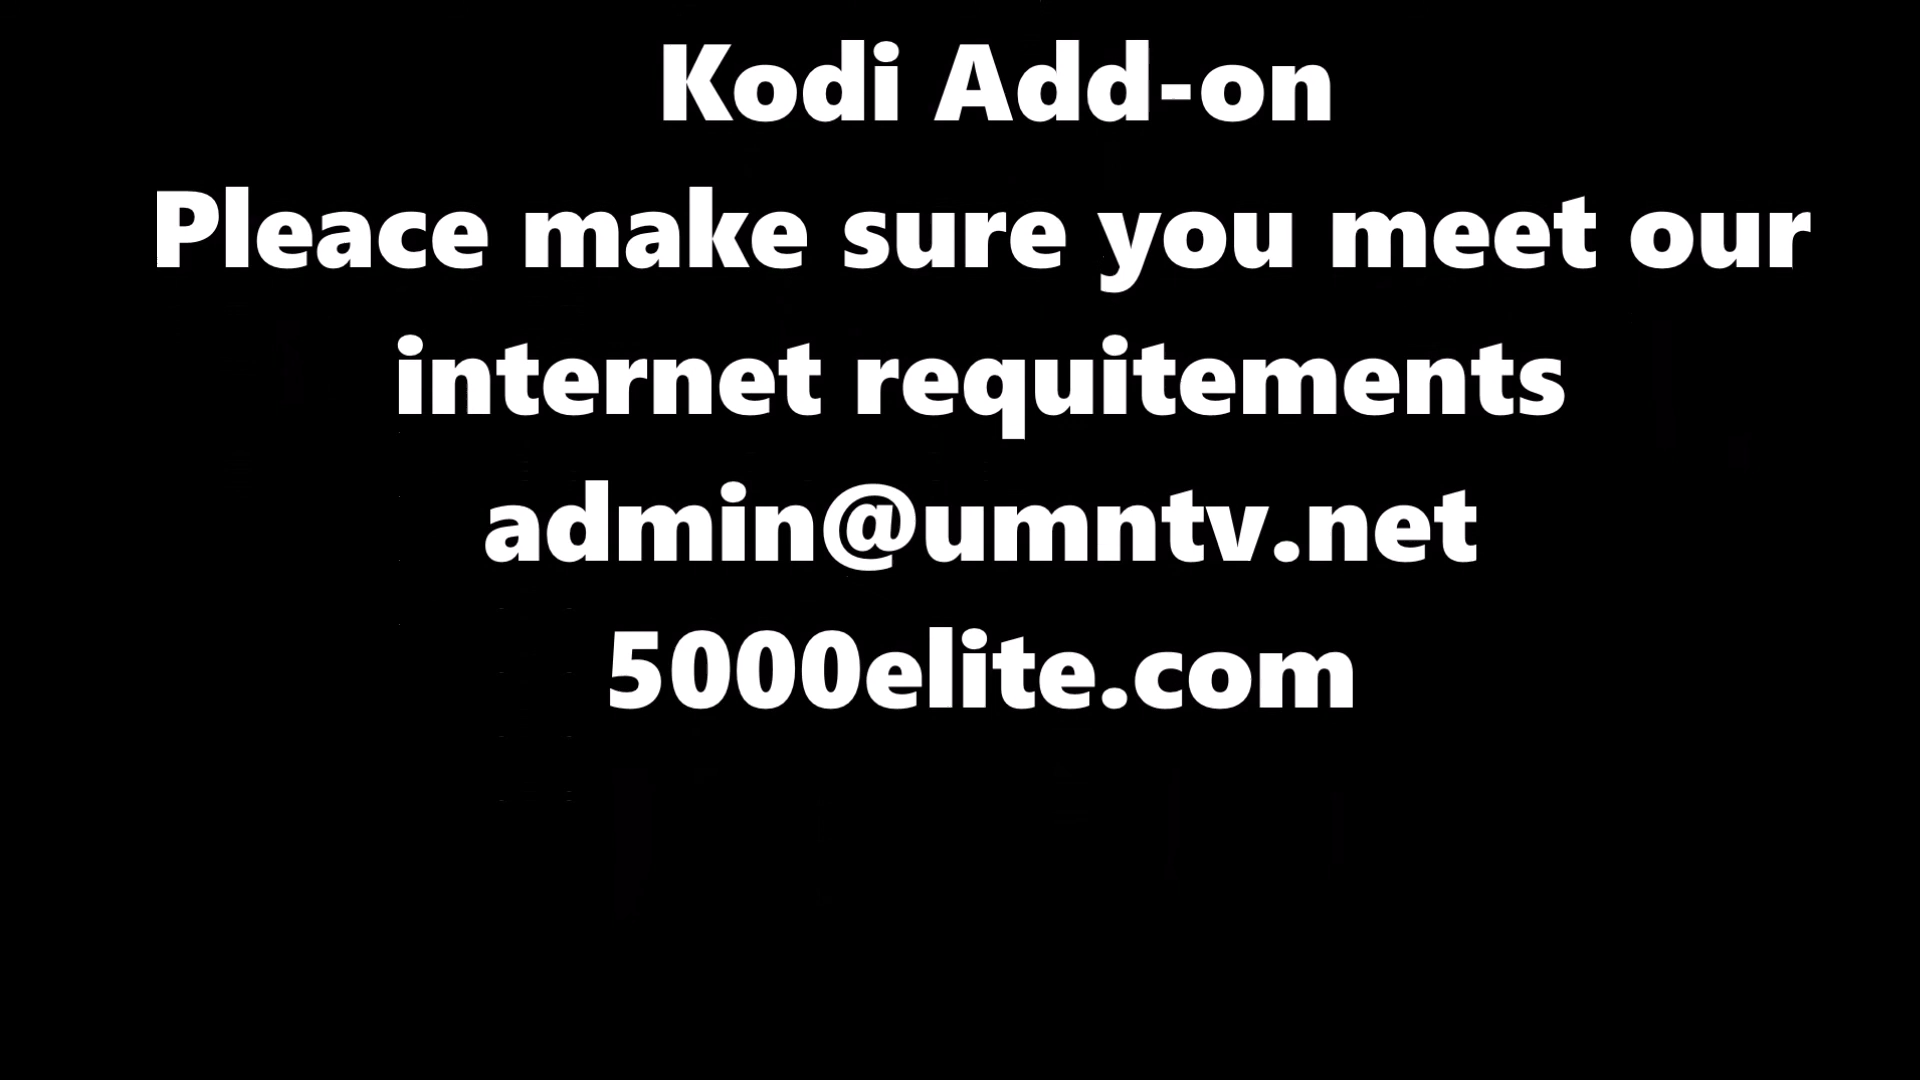 Kodi Add-on
Pleace make sure you meet our
internet requitements
admin@umntv.net
5000elite.com